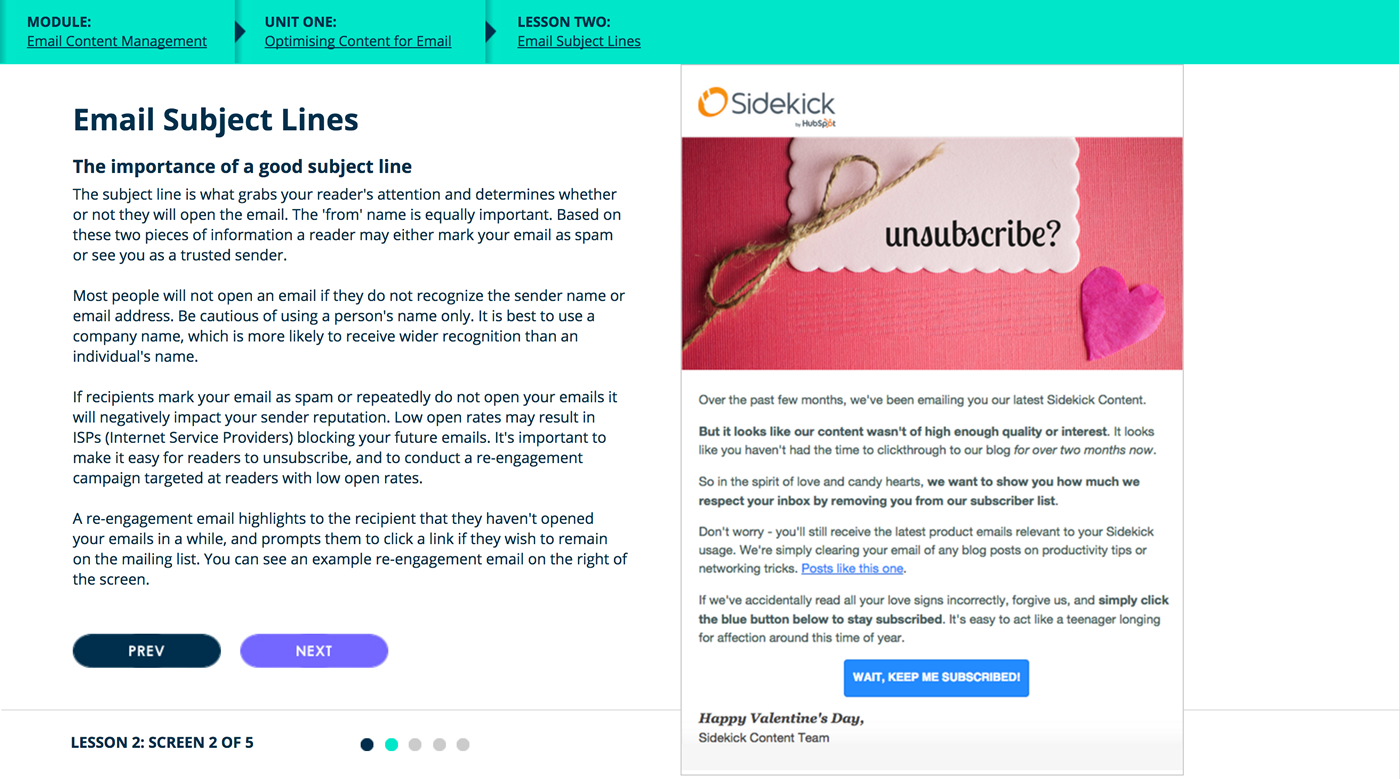 MODULE:
Email Content Management
UNIT ONE:
Optimising Content for Email
LESSON TWO:
Email Subject Lines
Email Subject Lines
The importance of a good subject line
The subject line is what grabs your reader's attention and determines whether
or not they will open the email. The 'from' name is equally important. Based on
these two pieces of information a reader may either mark your email as spam
or see you as a trusted sender.
Most people will not open an email if they do not recognize the sender name or
email address. Be cautious of using a person's name only. It is best to use a
company name, which is more likely to receive wider recognition than an
individual's name.
If recipients mark your email as spam or repeatedly do not open your emails it
will negatively impact your sender reputation. Low open rates may result in
ISPs (Internet Service Providers) blocking your future emails. It's important to
make it easy for readers to unsubscribe, and to conduct a re-engagement
campaign targeted at readers with low open rates.
A re-engagement email highlights to the recipient that they haven't opened
your emails in a while, and prompts them to click a link if they wish to remain
on the mailing list. You can see an example re-engagement email on the right of
the screen.
PREV
NEXT
LESSON 2: SCREEN 2 OF 5
Sidekick
by HubSpot
unsubscribe?
Over the past few months, we've been emailing you our latest Sidekick Content.
But it looks like our content wasn't of high enough quality or interest. It looks
like you haven't had the time to clickthrough to our blog for over two months now.
So in the spirit of love and candy hearts, we want to show you how much we
respect your inbox by removing you from our subscriber list.
Don't worry - you'll still receive the latest product emails relevant to your Sidekick
usage. We're simply clearing your email of any blog posts on productivity tips or
networking tricks. Posts like this one.
If we've accidentally read all your love signs incorrectly, forgive us, and simply click
the blue button below to stay subscribed. It's easy to act like a teenager longing
for affection around this time of year.
WAIT, KEEP ME SUBSCRIBED!
Happy Valentine's Day,
Sidekick Content Team